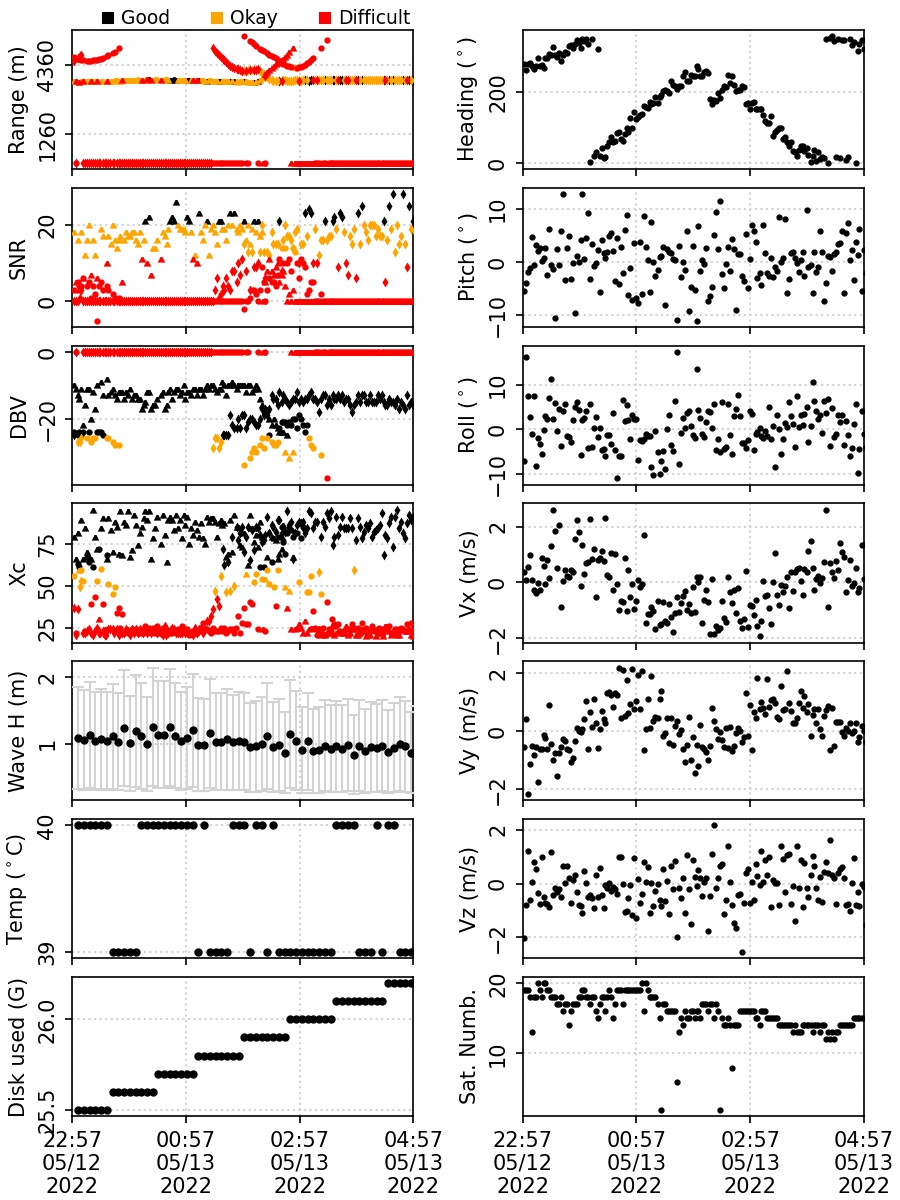 Good Okay Difficult
Range (m)
4360
1260
Heading (°)
200
0
SNR
20
0
Pitch (°)
10
0
−10
DBV
0
−20
Roll (°)
10
0
−10
Xc
75
50
25
Vx (m/s)
2
0
−2
Wave H (m)
2
1
Vy (m/s)
2
0
−2
Temp (°C)
40
39
Vz (m/s)
2
0
−2
Disk used (G)
26.0
25.5
Sat. Numb.
20
10
22:57 00:57 02:57 04:57
05/12 05/13 05/13 05/13
2022 2022 2022 2022
22:57 00:57 02:57 04:57
05/12 05/13 05/13 05/13
2022 2022 2022 2022